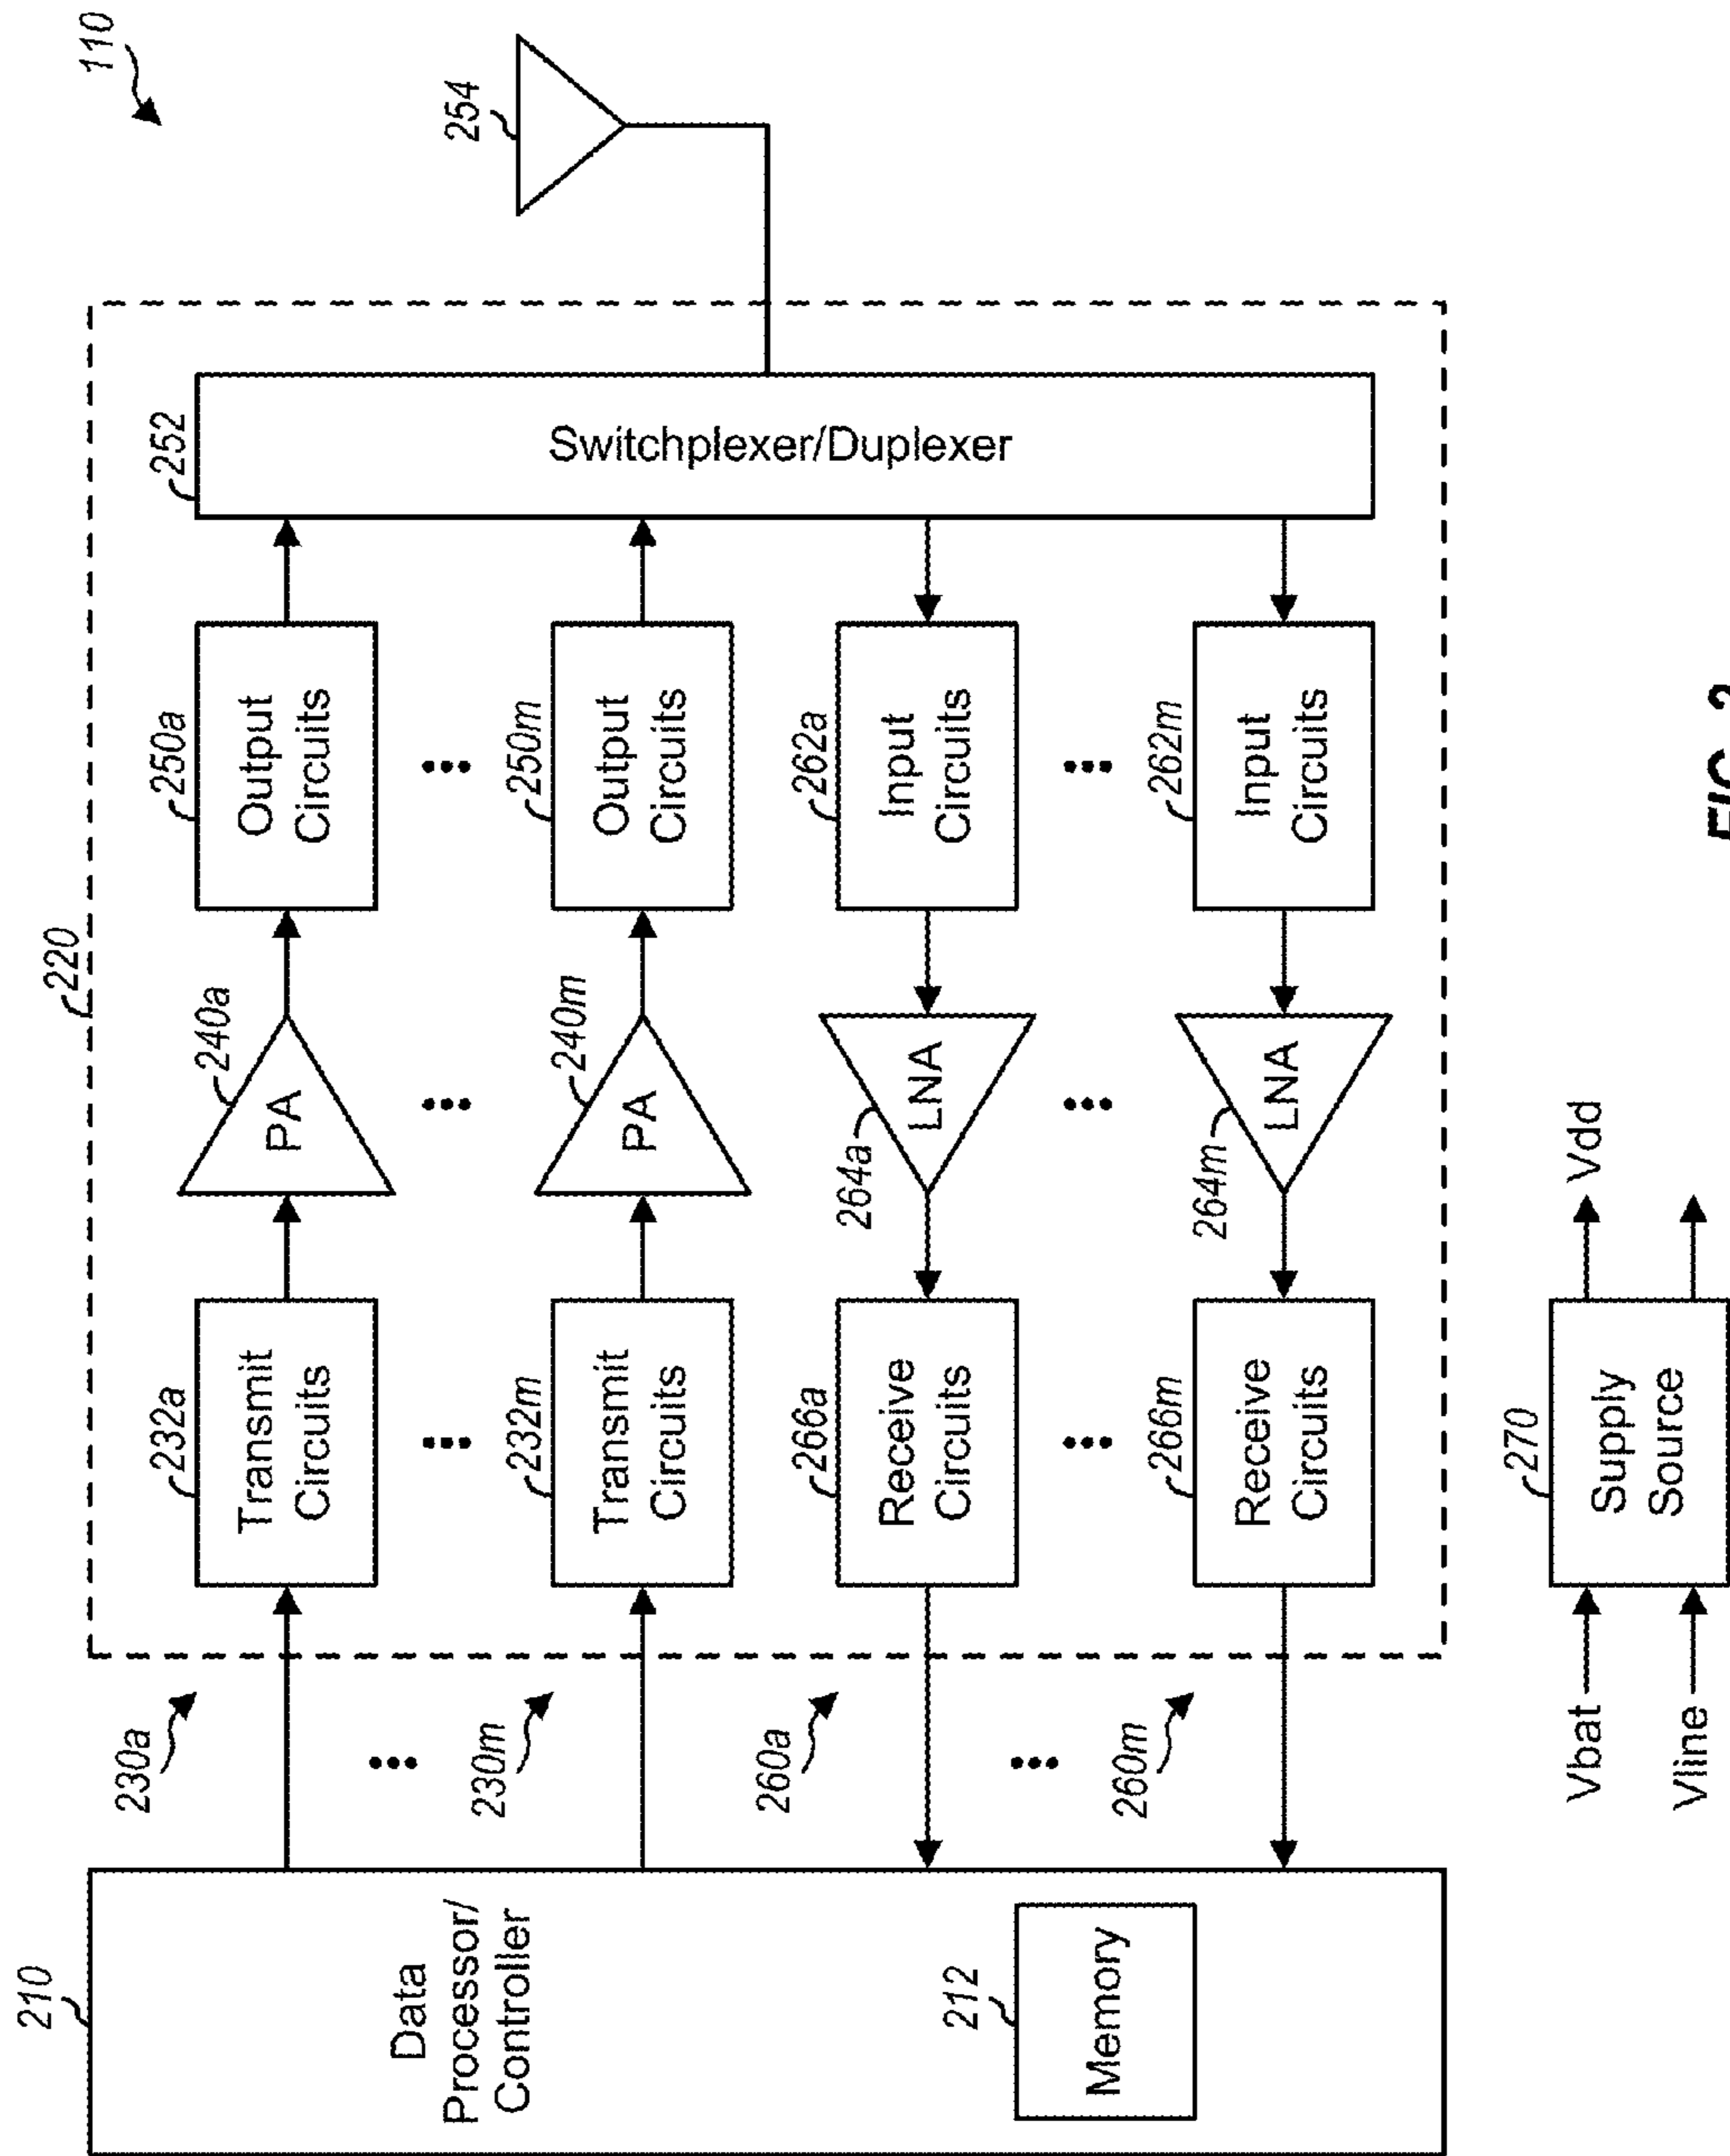 110
220
210
Data
Processor/
Controller
212
Memory
230a
232a
Transmit
Circuits
240a
PA
250a
Output
Circuits
252
Switchplexer/Duplexer
254
230m
232m
Transmit
Circuits
240m
PA
250m
Output
Circuits
260a
266a
Receive
Circuits
264a
LNA
262a
Input
Circuits
260m
266m
Receive
Circuits
264m
LNA
262m
Input
Circuits
Vbat
Vline
270
Supply
Source
Vdd